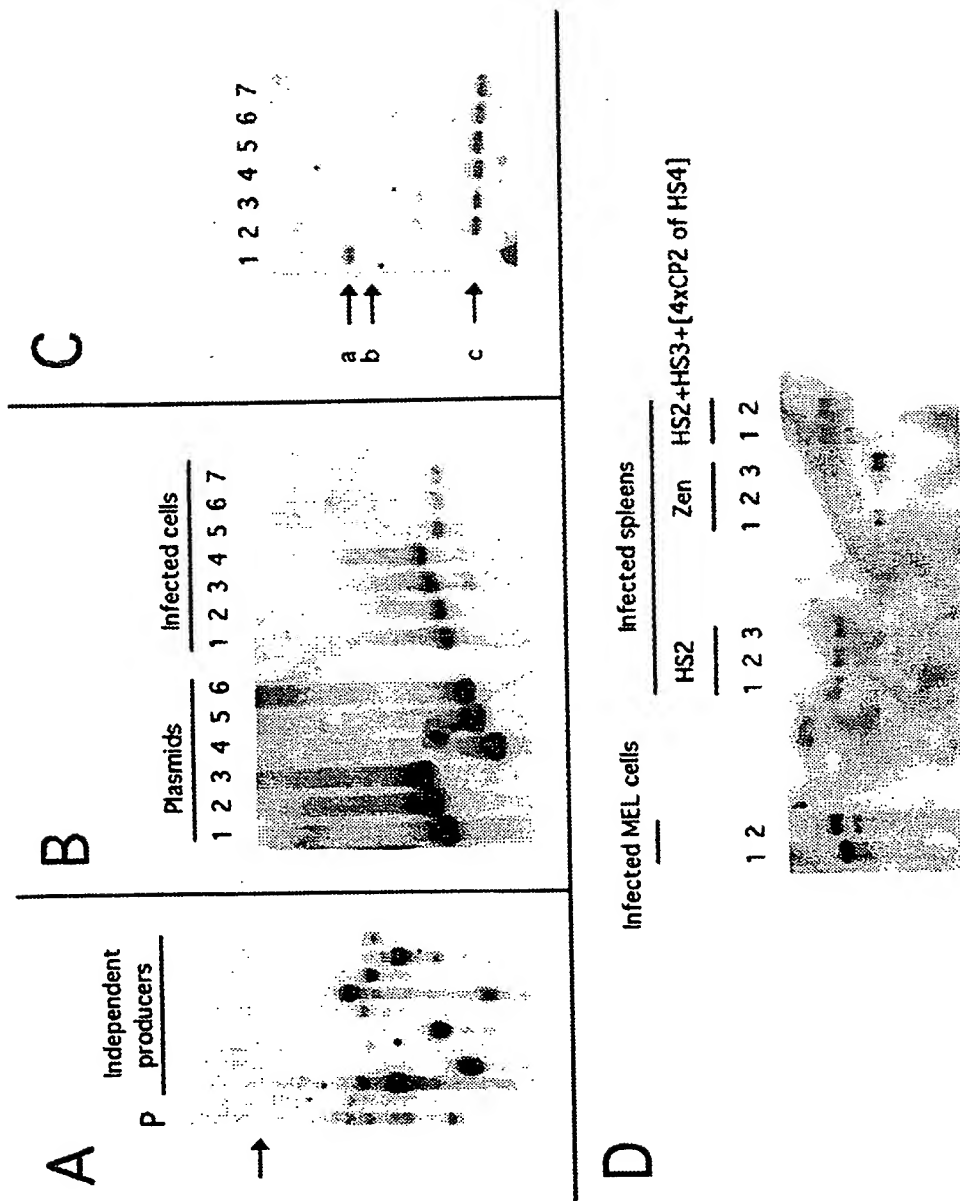 A
P
Independent
producers
B
Plasmids
Infected cells
1 2 3 4 5 6
1 2 3 4 5 6 7
C
1 2 3 4 5 6 7
a
b
c
D
Infected MEL cells
Infected spleens
HS2
Zen
HS2+HS3+[4xCP2 of HS4]
1 2
1 2 3
1 2 3
1 2